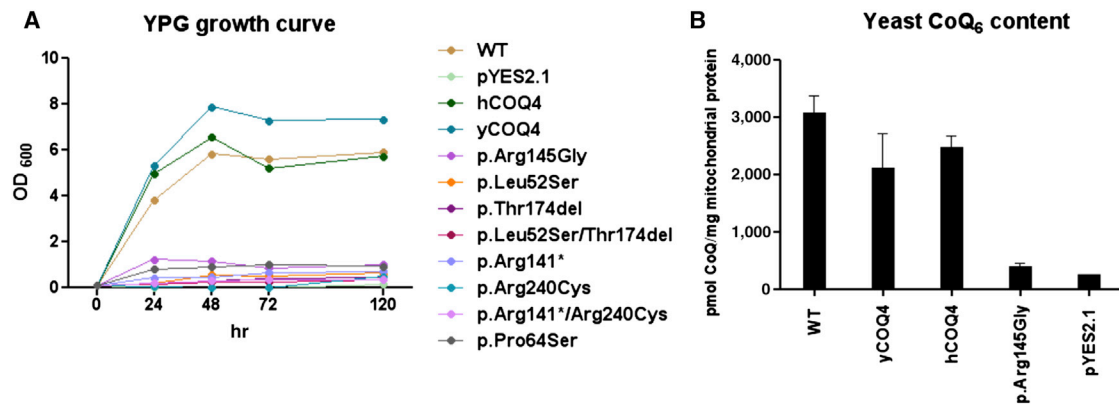 A
YPG growth curve
10
8
6
4
2
0
OD 600
0 24 48 72 120
hr
WT
pYES2.1
hCOQ4
yCOQ4
p.Arg145Gly
p.Leu52Ser
p.Thr174del
p.Leu52Ser/Thr174del
p.Arg141*
p.Arg240Cys
p.Arg141*/Arg240Cys
p.Pro64Ser
B
Yeast CoQ6 content
4,000
3,000
2,000
1,000
0
pmol CoQ/mg mitochondrial protein
WT
yCOQ4
hCOQ4
p.Arg145Gly
pYES2.1